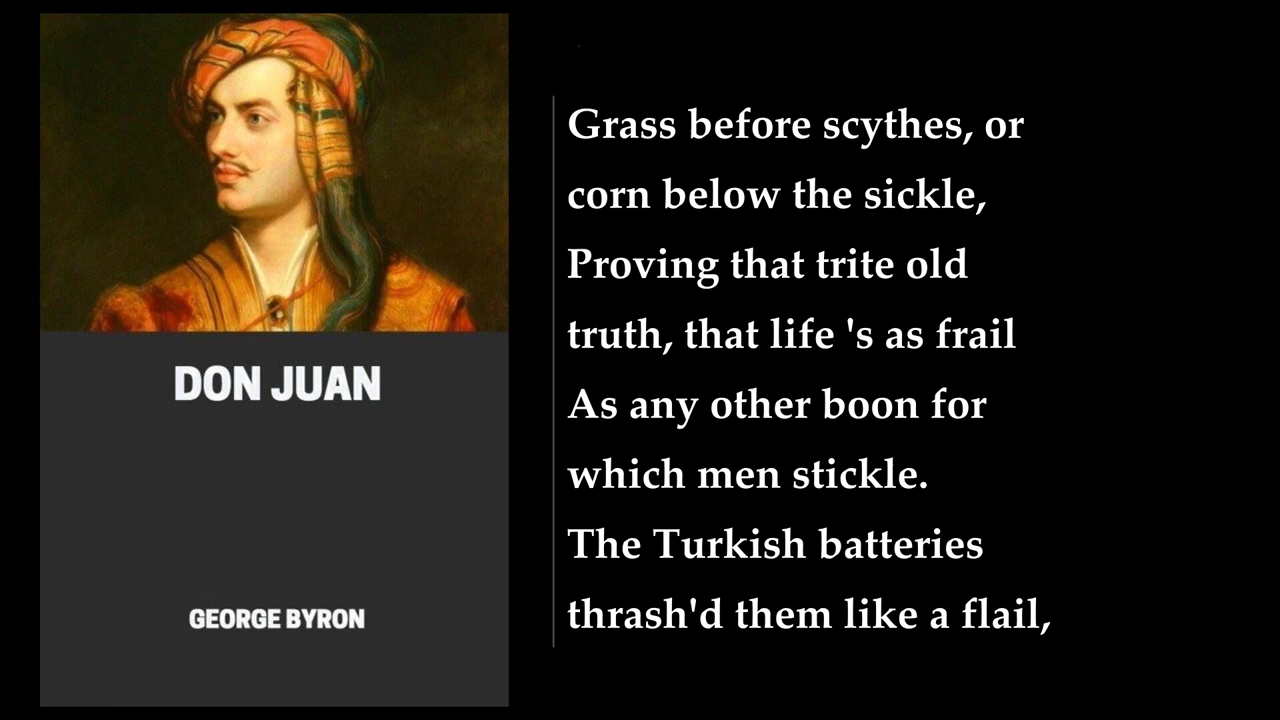 DON JUAN
GEORGE BYRON
Grass before scythes, or
corn below the sickle,
Proving that trite old
truth, that life 's as frail
As any other boon for
which men stickle.
The Turkish batteries
thrash'd them like a flail,